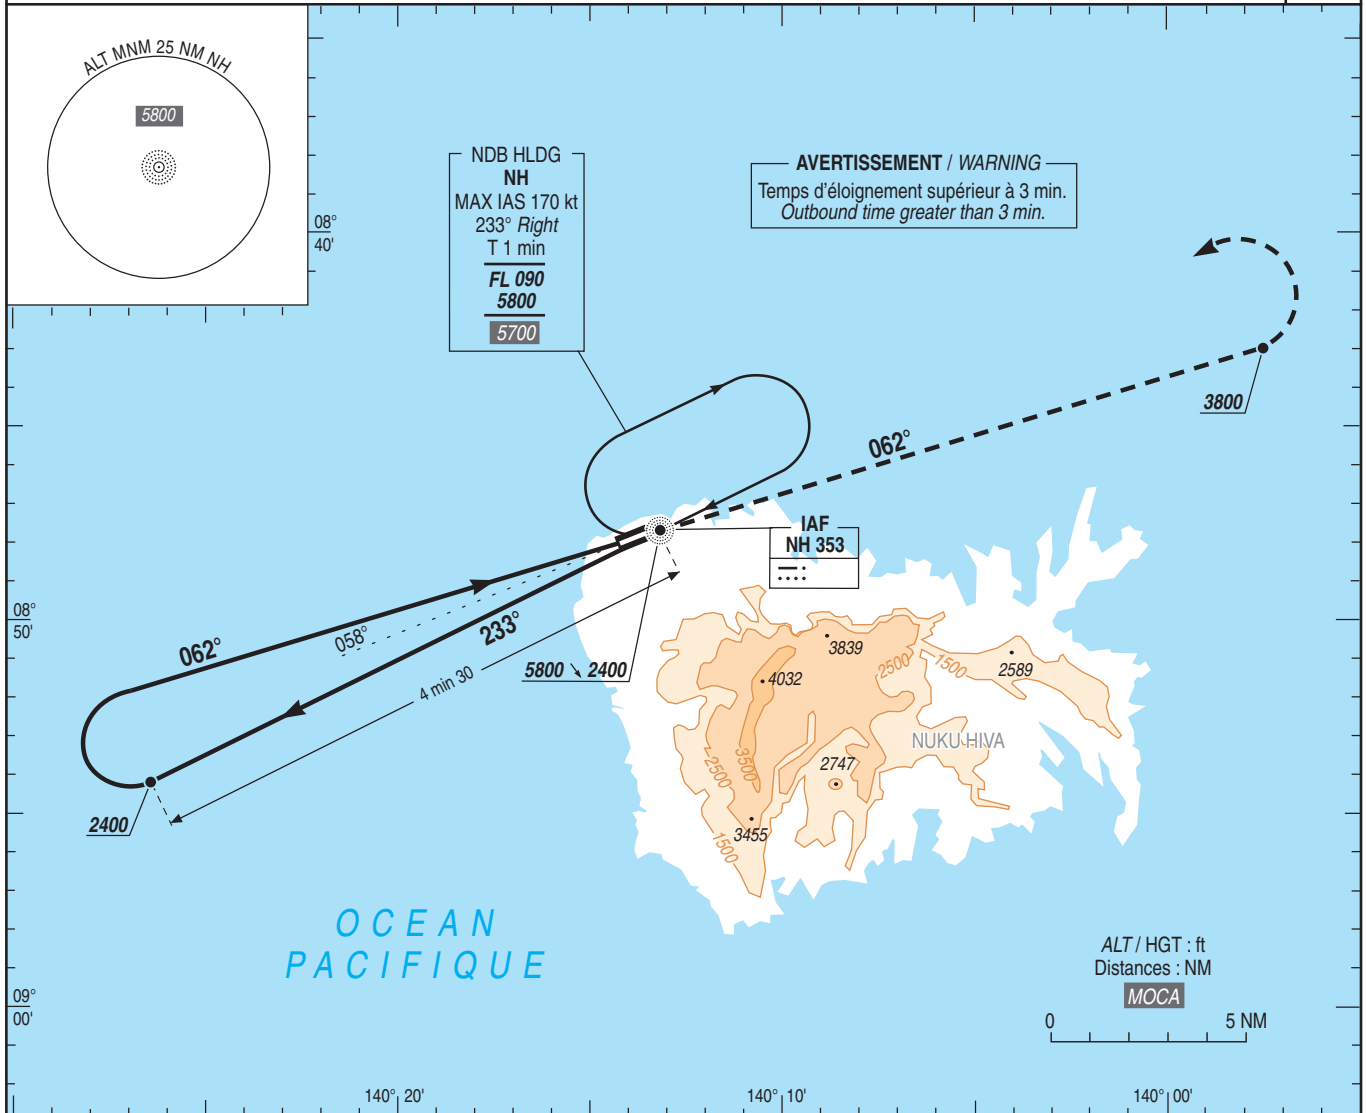 ALT MNM 25 NM NH
5800
NDB HLDG
NH
MAX IAS 170 kt
233° Right
T 1 min
FL 090
5800
5700
AVERTISSEMENT / WARNING
Temps d'éloignement supérieur à 3 min.
Outbound time greater than 3 min.
08°
40'
3800
062°
IAF
NH 353
08°
50'
062°
058°
233°
4 min 30
5800 ↘ 2400
2400
3839
4032
2589
2500
1500
NUKU HIVA
2747
3500
2500
3455
1500
OCEAN
PACIFIQUE
ALT / HGT : ft
Distances : NM
MOCA
0 5 NM
09°
00'
140° 20' 140° 10' 140° 00'